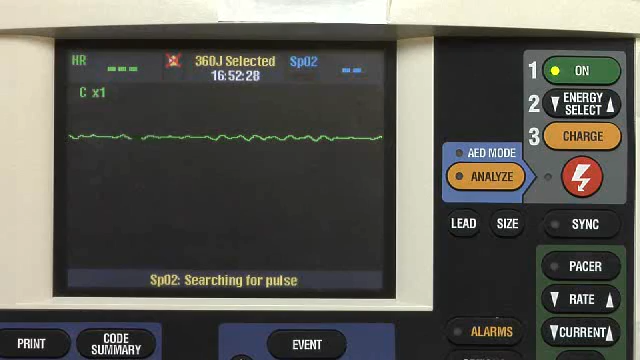 HR --- 360J Selected SpO2 --
16:52:28
C x1
SpO2: Searching for pulse
1 ON
2 ENERGY SELECT
3 CHARGE
AED MODE
ANALYZE
LEAD SIZE SYNC
PACER
RATE
CURRENT
ALARMS
PRINT CODE SUMMARY EVENT